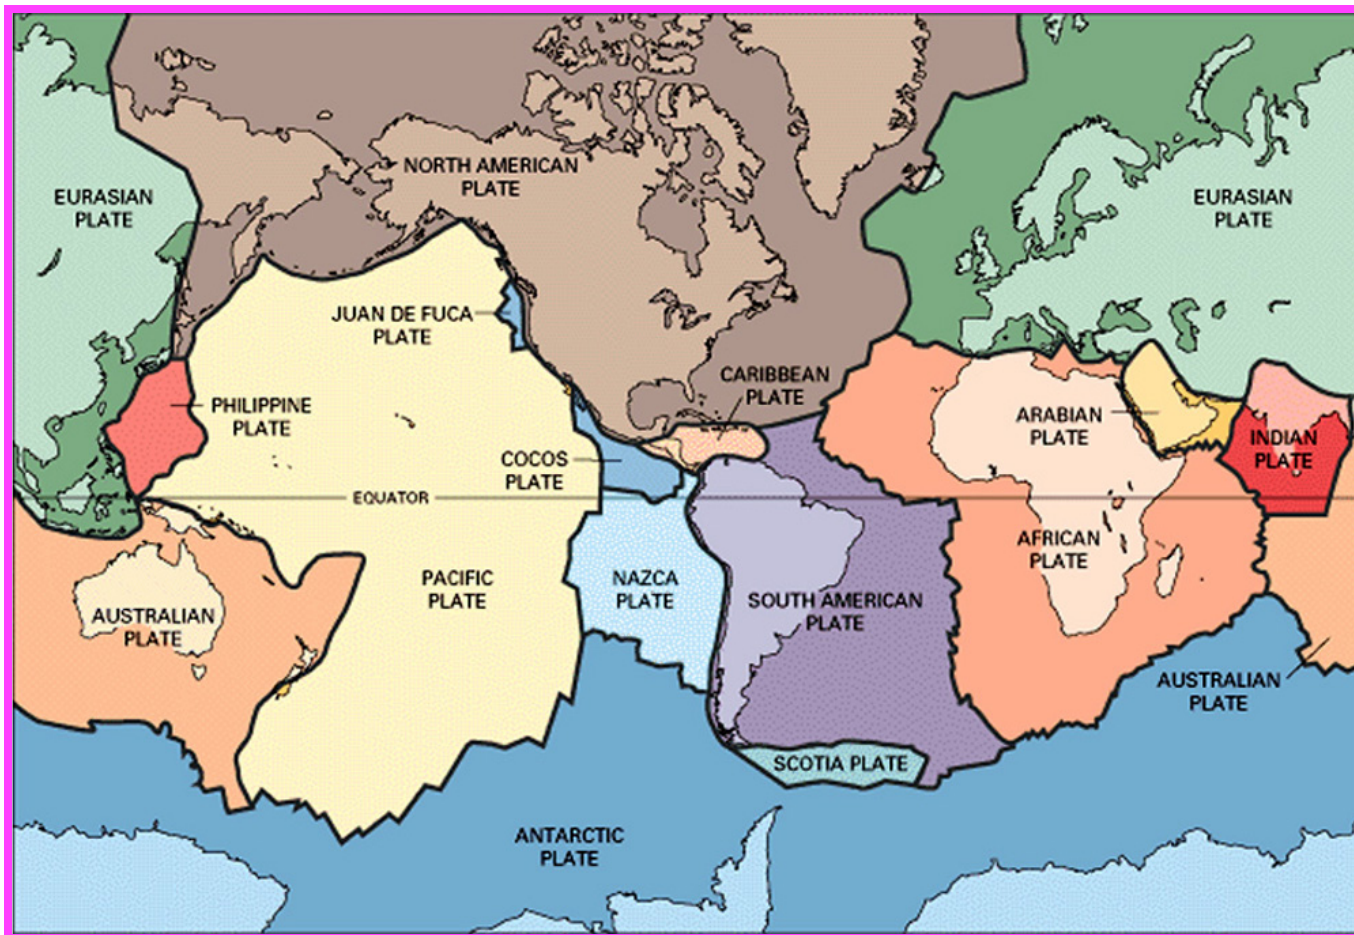 NORTH AMERICAN
PLATE
EURASIAN
PLATE
EURASIAN
PLATE
JUAN DE FUCA
PLATE
CARIBBEAN
PLATE
PHILIPPINE
PLATE
ARABIAN
PLATE
INDIAN
PLATE
COCOS
PLATE
EQUATOR
AFRICAN
PLATE
PACIFIC
PLATE
NAZCA
PLATE
SOUTH AMERICAN
PLATE
AUSTRALIAN
PLATE
AUSTRALIAN
PLATE
SCOTIA PLATE
ANTARCTIC
PLATE